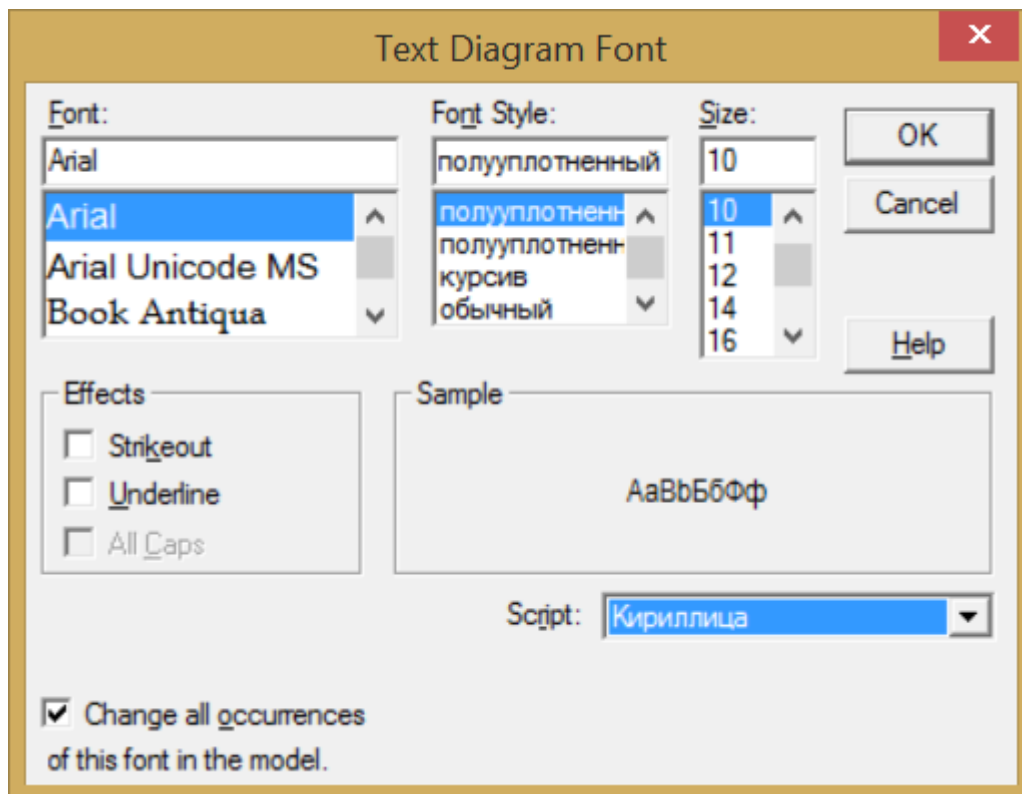 Text Diagram Font
Font:
Font Style:
Size:
Arial
полууплотненный
10
OK
Cancel
Help
Arial
Arial Unicode MS
Book Antiqua
полууплотненн
полууплотненн
курсив
обычный
10
11
12
14
16
Effects
Strikeout
Underline
All Caps
Sample
AaBbБбФф
Script:
Кириллица
Change all occurrences
of this font in the model.